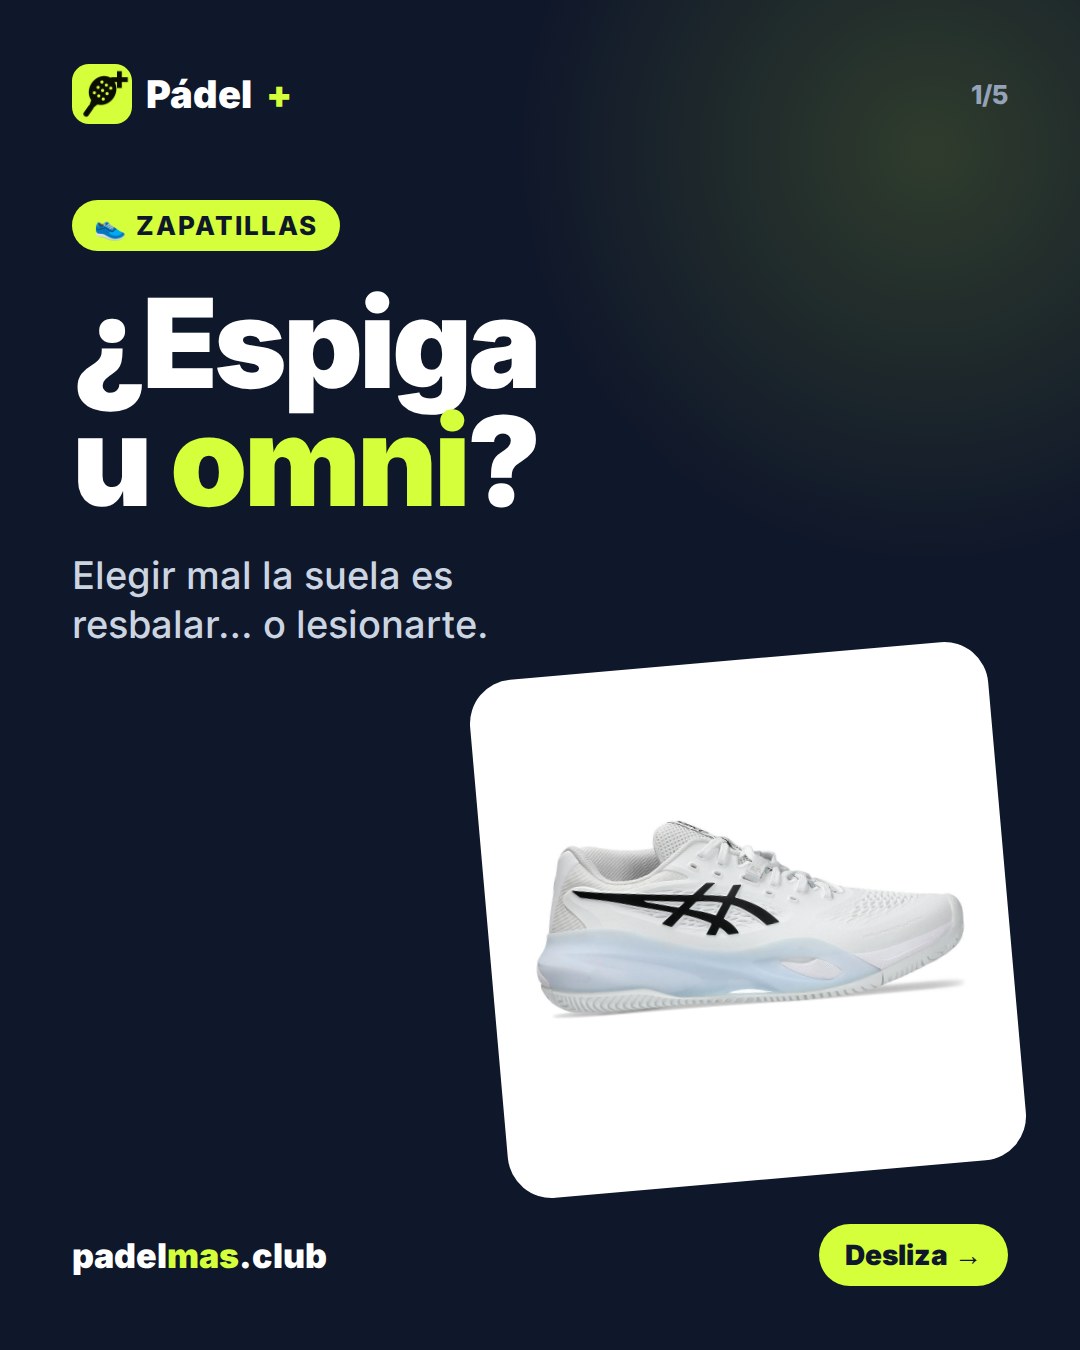 Pádel +
1/5
👟 ZAPATILLAS
¿Espiga
u omni?
Elegir mal la suela es
resbalar... o lesionarte.
padelmas.club
Desliza →